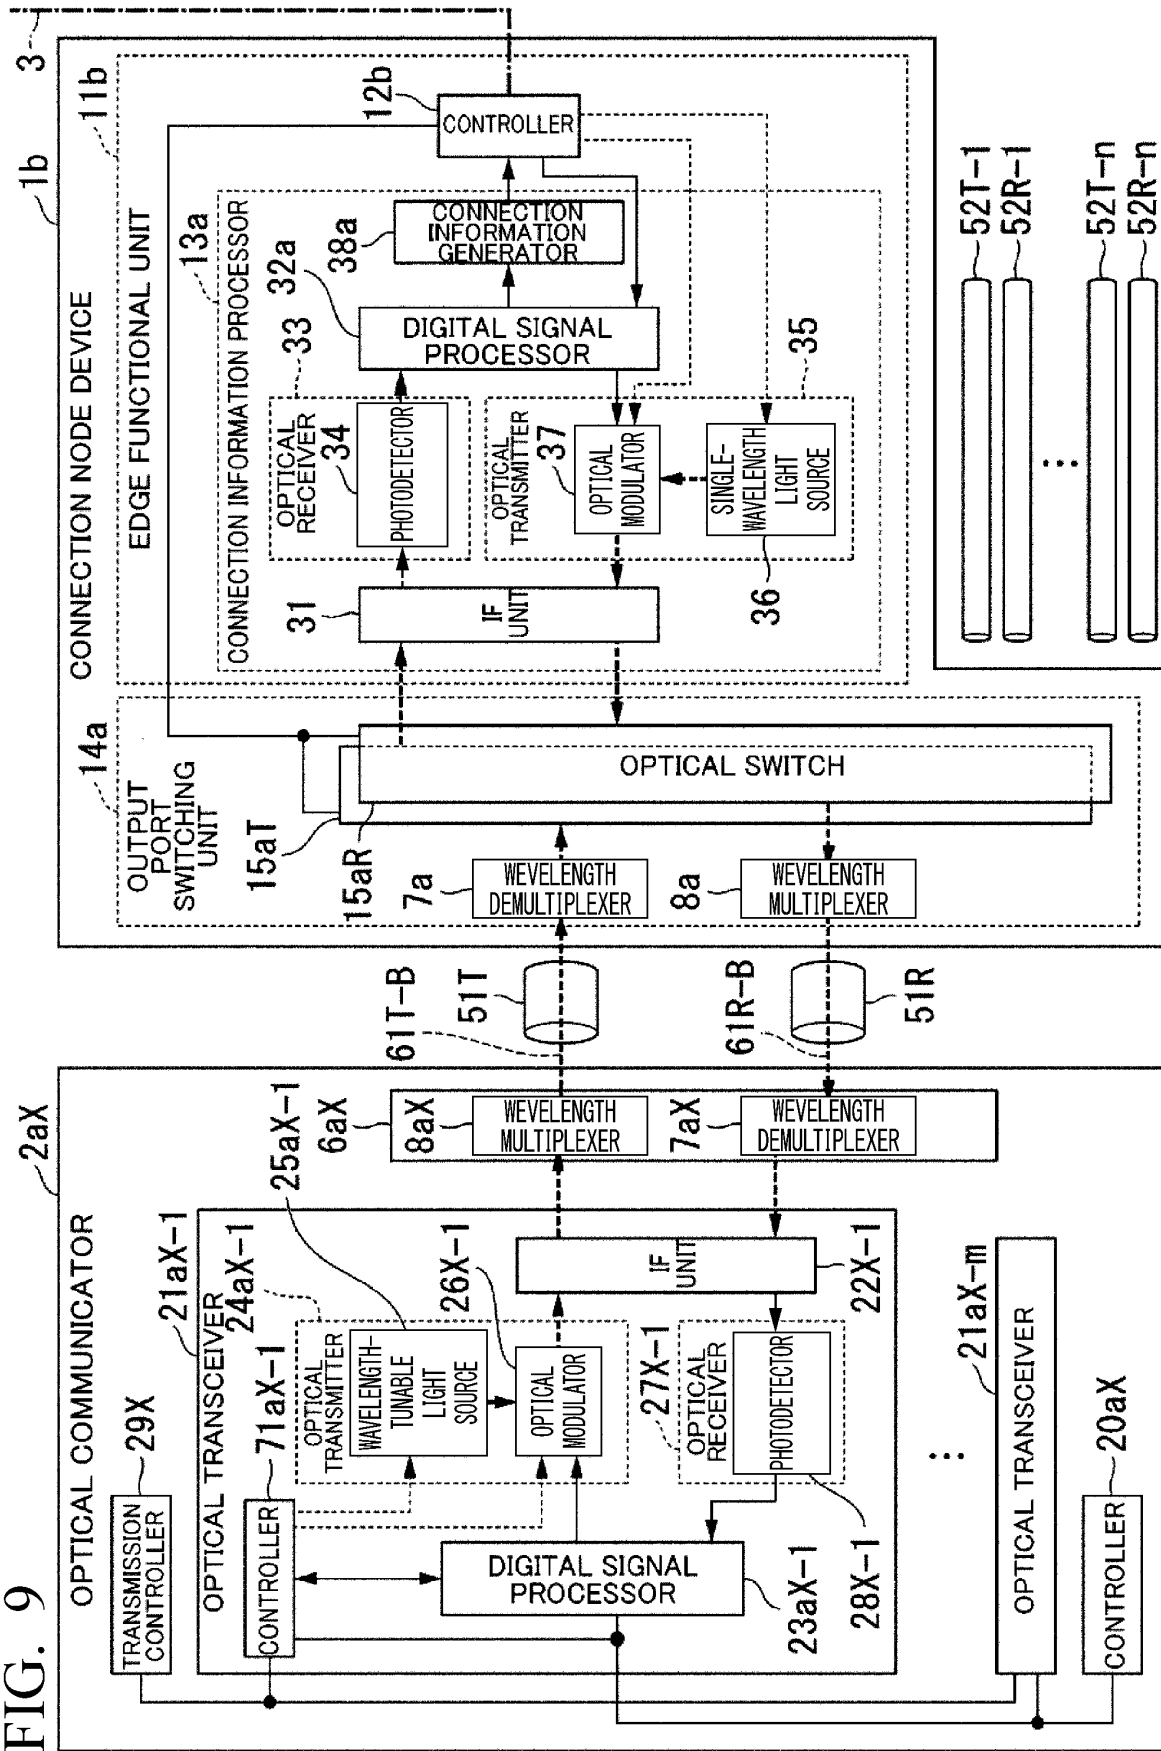 FIG. 9
OPTICAL COMMUNICATOR
2aX
TRANSMISSION
CONTROLLER
29X
OPTICAL TRANSCEIVER
21aX-1
CONTROLLER
71aX-1
OPTICAL
TRANSMITTER
24aX-1
WAVELENGTH-
TUNABLE
LIGHT
SOURCE
25aX-1
OPTICAL
MODULATOR
26X-1
DIGITAL SIGNAL
PROCESSOR
23aX-1
OPTICAL
RECEIVER
27X-1
PHOTODETECTOR
28X-1
IF
UNIT
22X-1
6aX
WEVELENGTH
MULTIPLEXER
8aX
WEVELENGTH
DEMULTIPLEXER
7aX
...
OPTICAL TRANSCEIVER
21aX-m
CONTROLLER
20aX
61T-B
51T
61R-B
51R
CONNECTION NODE DEVICE
1b
3
OUTPUT
PORT
SWITCHING
UNIT
14a
15aT
15aR
7a
WEVELENGTH
DEMULTIPLEXER
8a
WEVELENGTH
MULTIPLEXER
OPTICAL SWITCH
EDGE FUNCTIONAL UNIT
11b
CONNECTION INFORMATION PROCESSOR
13a
31
IF
UNIT
OPTICAL
RECEIVER
33
34
PHOTODETECTOR
OPTICAL
TRANSMITTER
35
37
OPTICAL
MODULATOR
SINGLE-
WAVELENGTH
LIGHT
SOURCE
36
32a
DIGITAL SIGNAL
PROCESSOR
38a
CONNECTION
INFORMATION
GENERATOR
12b
CONTROLLER
52T-1
52R-1
...
52T-n
52R-n